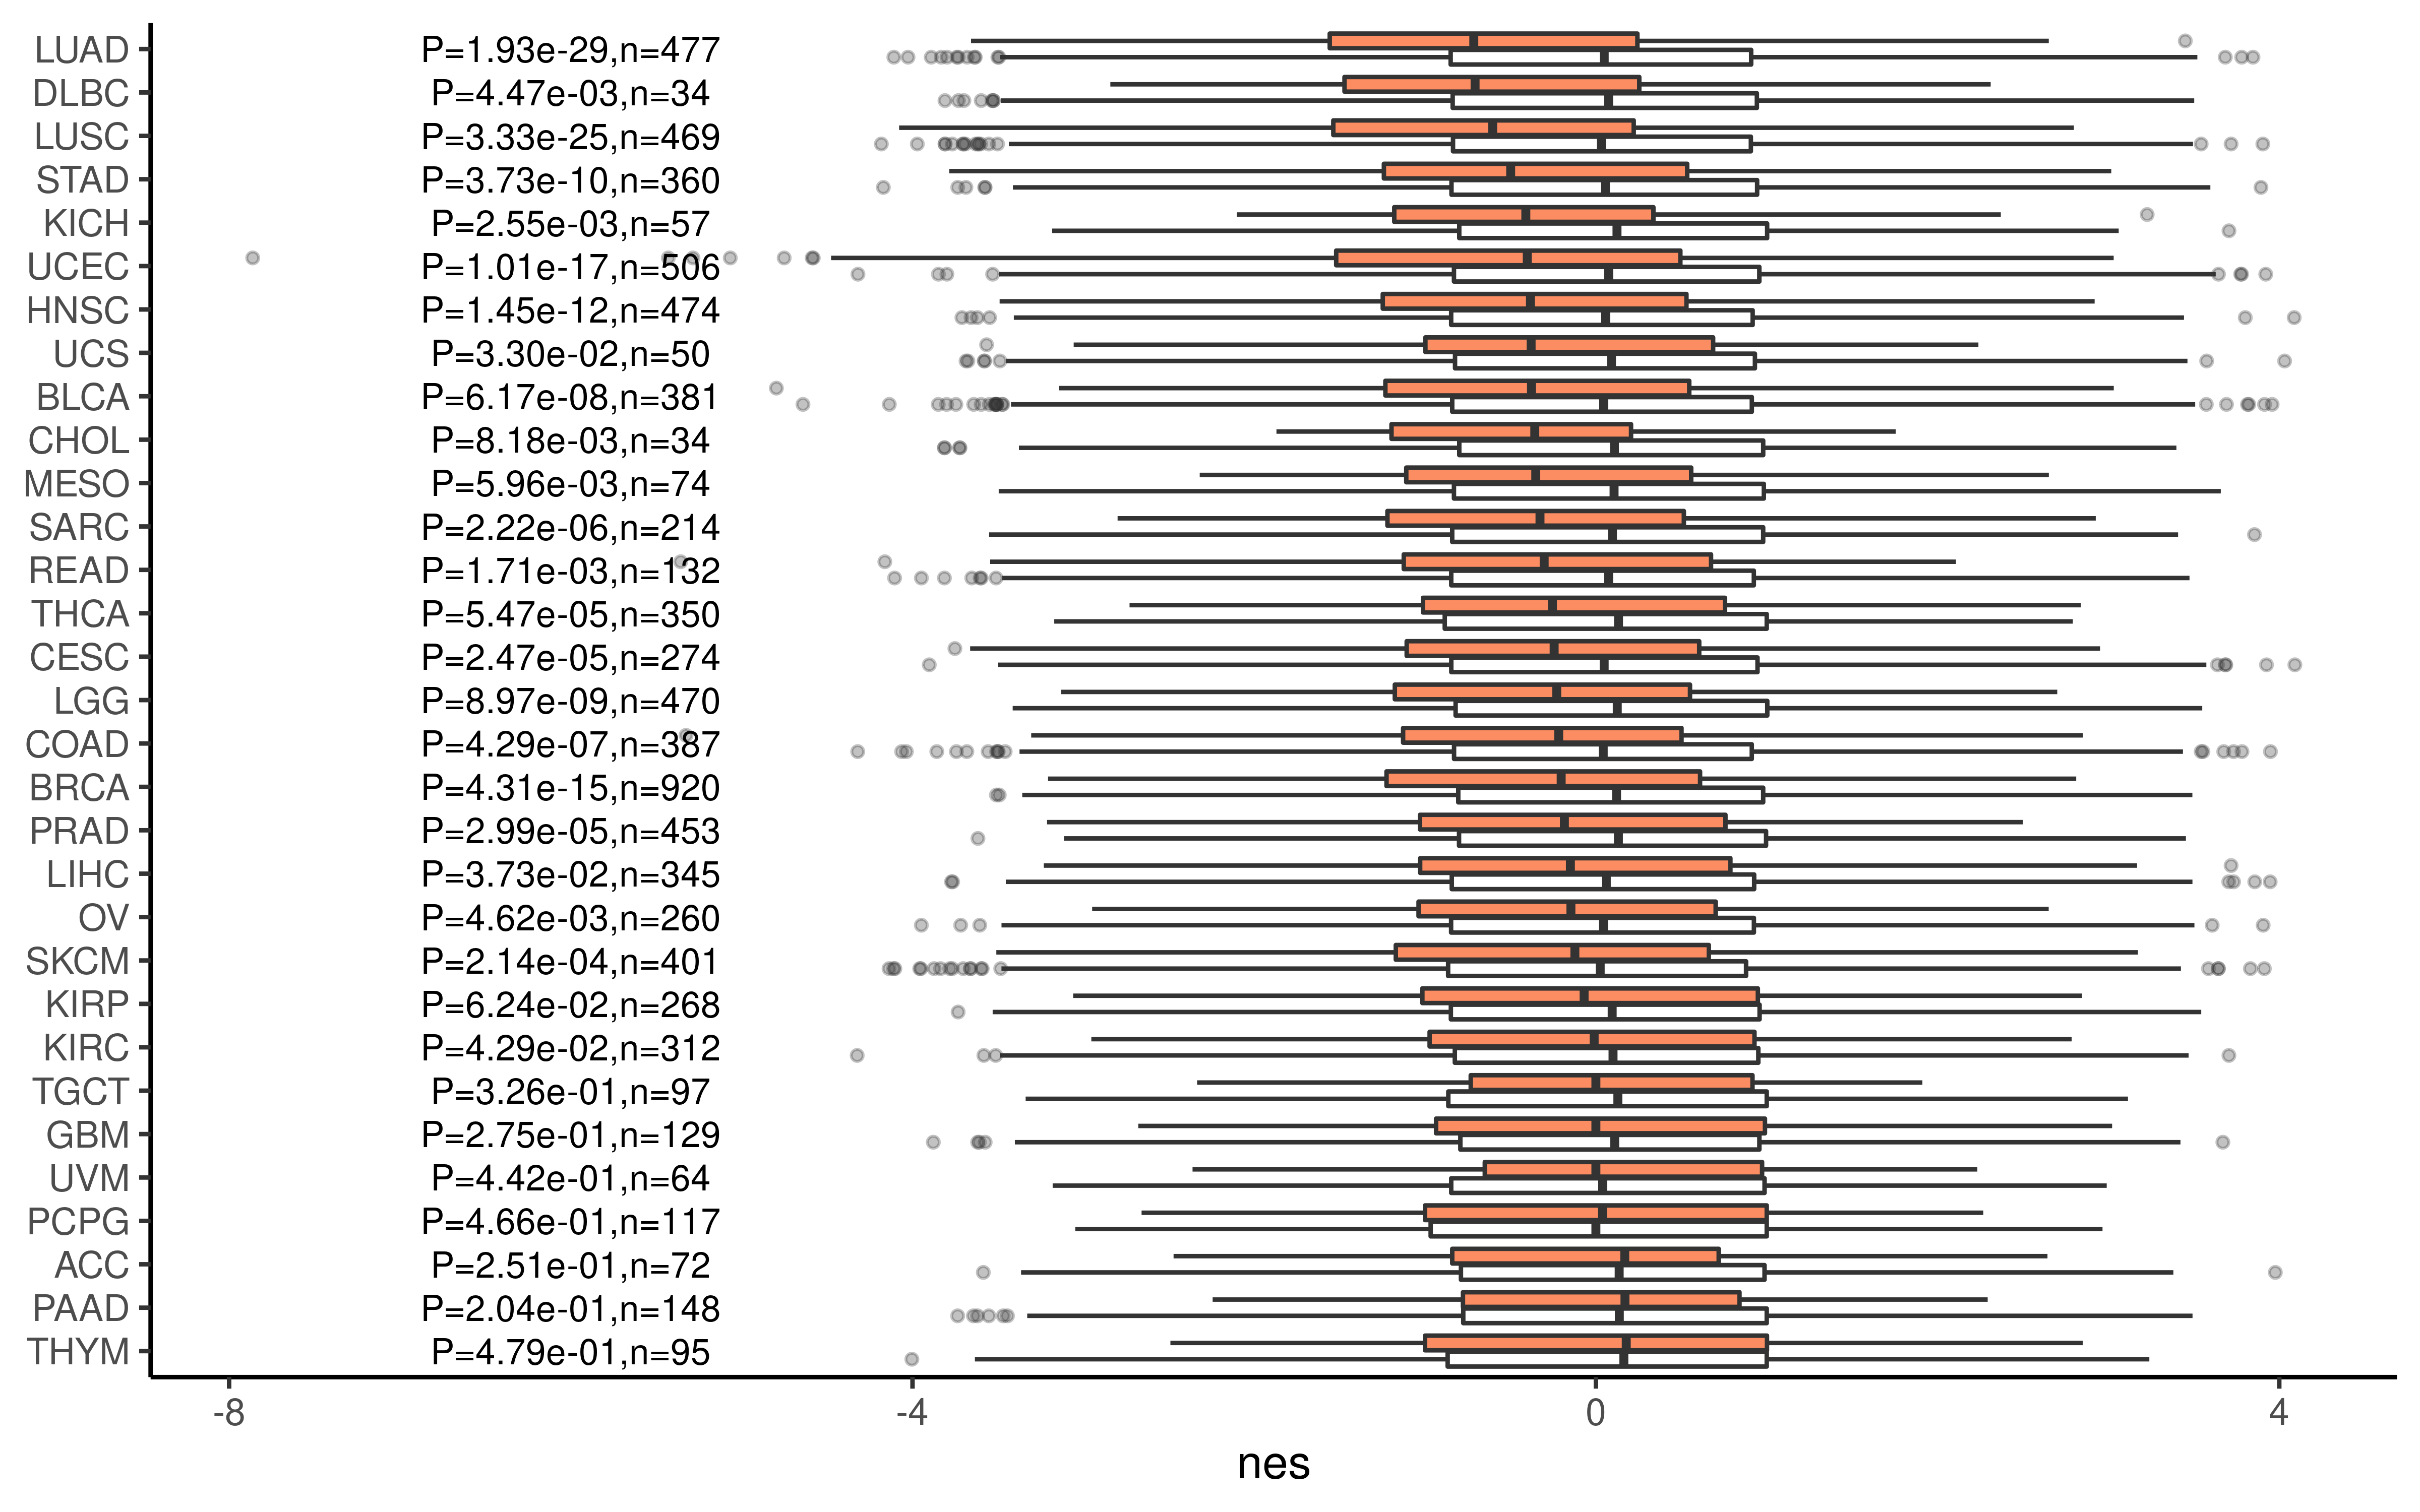 LUAD P=1.93e-29,n=477
DLBC P=4.47e-03,n=34
LUSC P=3.33e-25,n=469
STAD P=3.73e-10,n=360
KICH P=2.55e-03,n=57
UCEC P=1.01e-17,n=506
HNSC P=1.45e-12,n=474
UCS P=3.30e-02,n=50
BLCA P=6.17e-08,n=381
CHOL P=8.18e-03,n=34
MESO P=5.96e-03,n=74
SARC P=2.22e-06,n=214
READ P=1.71e-03,n=132
THCA P=5.47e-05,n=350
CESC P=2.47e-05,n=274
LGG P=8.97e-09,n=470
COAD P=4.29e-07,n=387
BRCA P=4.31e-15,n=920
PRAD P=2.99e-05,n=453
LIHC P=3.73e-02,n=345
OV P=4.62e-03,n=260
SKCM P=2.14e-04,n=401
KIRP P=6.24e-02,n=268
KIRC P=4.29e-02,n=312
TGCT P=3.26e-01,n=97
GBM P=2.75e-01,n=129
UVM P=4.42e-01,n=64
PCPG P=4.66e-01,n=117
ACC P=2.51e-01,n=72
PAAD P=2.04e-01,n=148
THYM P=4.79e-01,n=95
-8 -4 0 4
nes